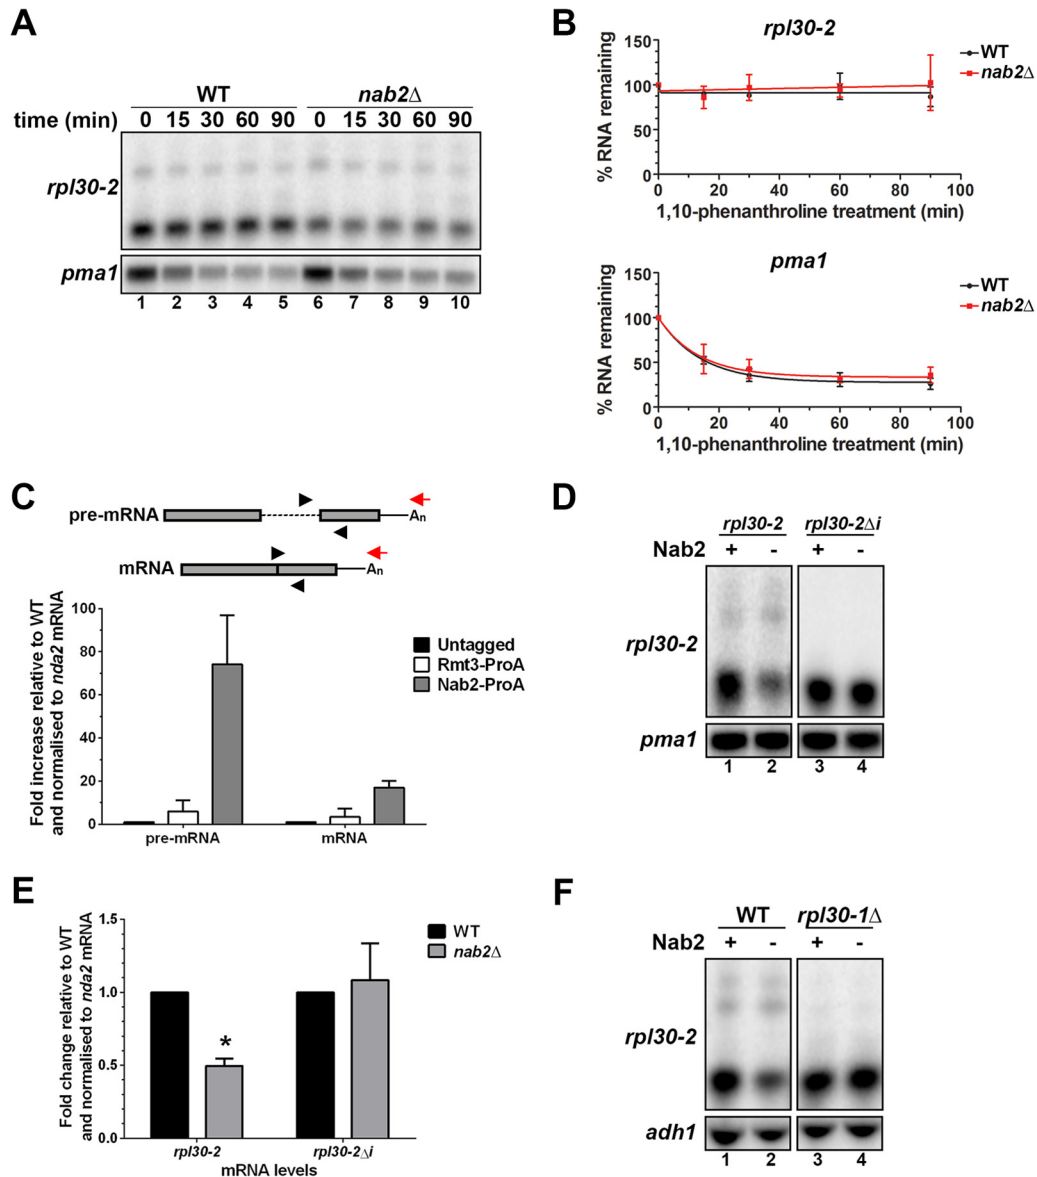 A
WT nab2Δ
time (min) 0 15 30 60 90 0 15 30 60 90
rpl30-2
pma1
1 2 3 4 5 6 7 8 9 10
B
rpl30-2
% RNA remaining
150
100
50
0
0 20 40 60 80 100
1,10-phenanthroline treatment (min)
WT
nab2Δ
pma1
% RNA remaining
150
100
50
0
0 20 40 60 80 100
1,10-phenanthroline treatment (min)
WT
nab2Δ
C
pre-mRNA An
mRNA An
Fold increase relative to WT
and normalised to nda2 mRNA
100
80
60
40
20
0
pre-mRNA mRNA
Untagged
Rmt3-ProA
Nab2-ProA
D
rpl30-2 rpl30-2Δi
Nab2 + - + -
rpl30-2
pma1
1 2 3 4
E
Fold change relative to WT
and normalised to nda2 mRNA
1.5
1.0
0.5
0.0
*
rpl30-2 rpl30-2Δi
mRNA levels
WT
nab2Δ
F
WT rpl30-1Δ
Nab2 + - + -
rpl30-2
adh1
1 2 3 4